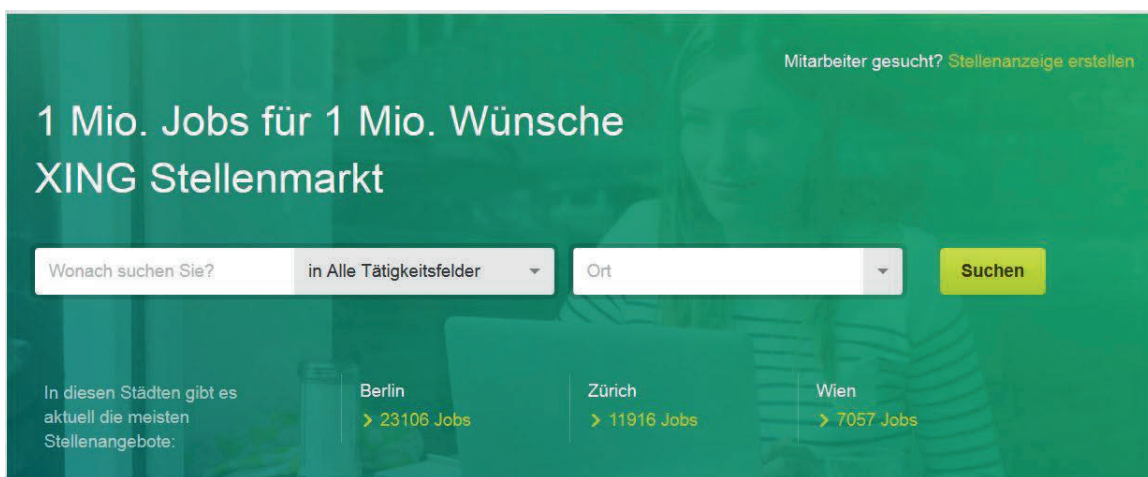 Mitarbeiter gesucht? Stellenanzeige erstellen
1 Mio. Jobs für 1 Mio. Wünsche
XING Stellenmarkt
Wonach suchen Sie? in Alle Tätigkeitsfelder Ort Suchen
In diesen Städten gibt es
aktuell die meisten
Stellenangebote:
Berlin
> 23106 Jobs
Zürich
> 11916 Jobs
Wien
> 7057 Jobs